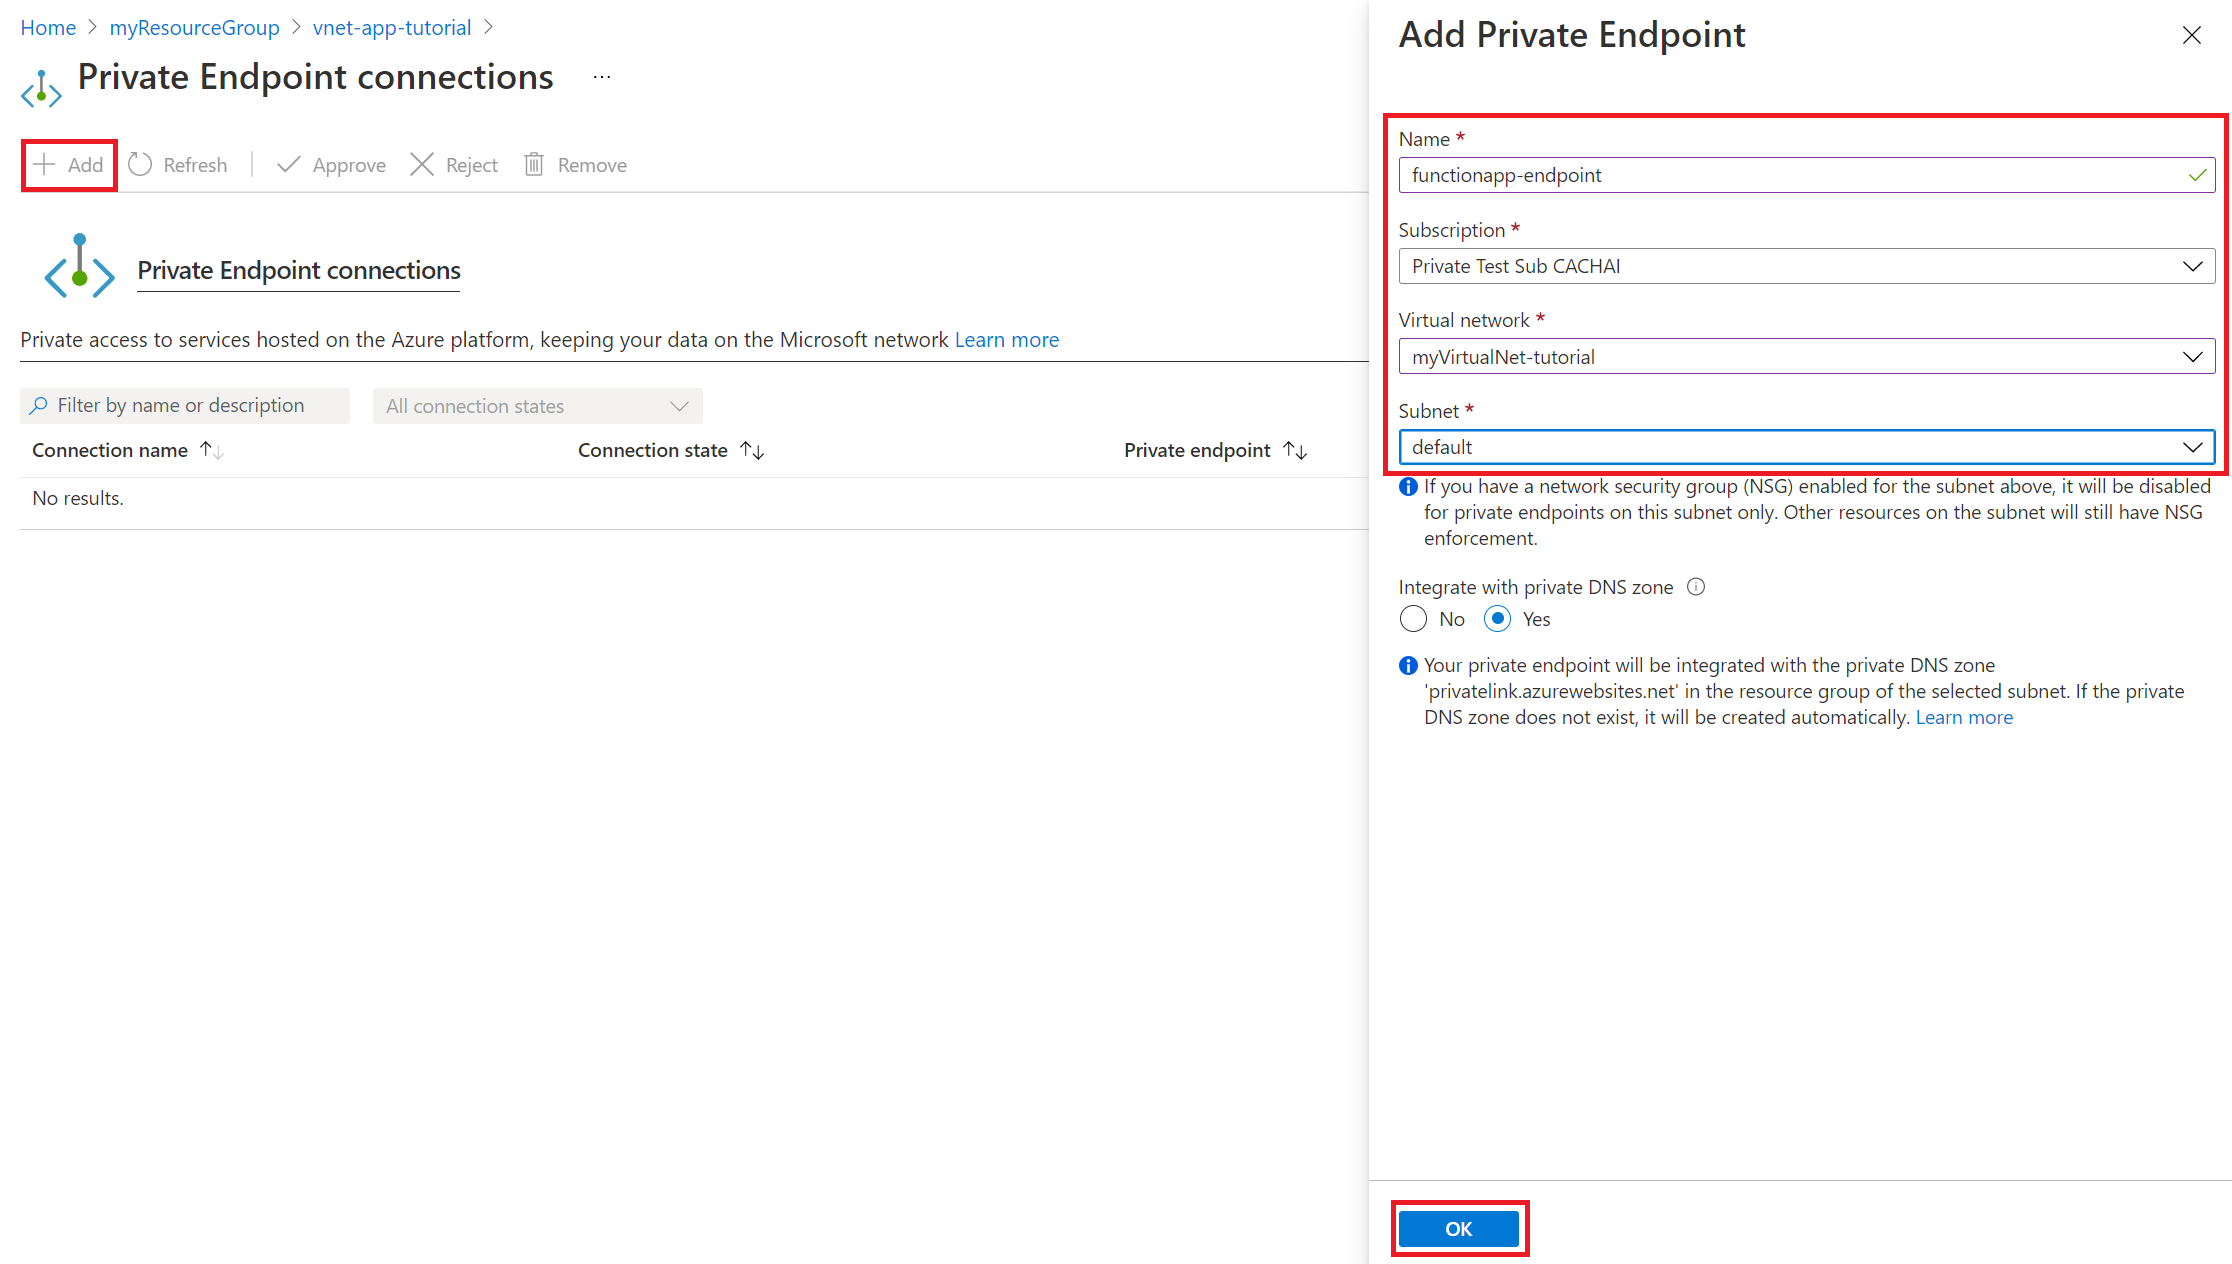 Home > myResourceGroup > vnet-app-tutorial >
Private Endpoint connections ...
Add Refresh Approve Reject Remove
Private Endpoint connections
Private access to services hosted on the Azure platform, keeping your data on the Microsoft network Learn more
Filter by name or description All connection states
Connection name Connection state Private endpoint
No results.
Add Private Endpoint
Name *
functionapp-endpoint
Subscription *
Private Test Sub CACHAI
Virtual network *
myVirtualNet-tutorial
Subnet *
default
If you have a network security group (NSG) enabled for the subnet above, it will be disabled
for private endpoints on this subnet only. Other resources on the subnet will still have NSG
enforcement.
Integrate with private DNS zone
No Yes
Your private endpoint will be integrated with the private DNS zone
'privatelink.azurewebsites.net' in the resource group of the selected subnet. If the private
DNS zone does not exist, it will be created automatically. Learn more
OK